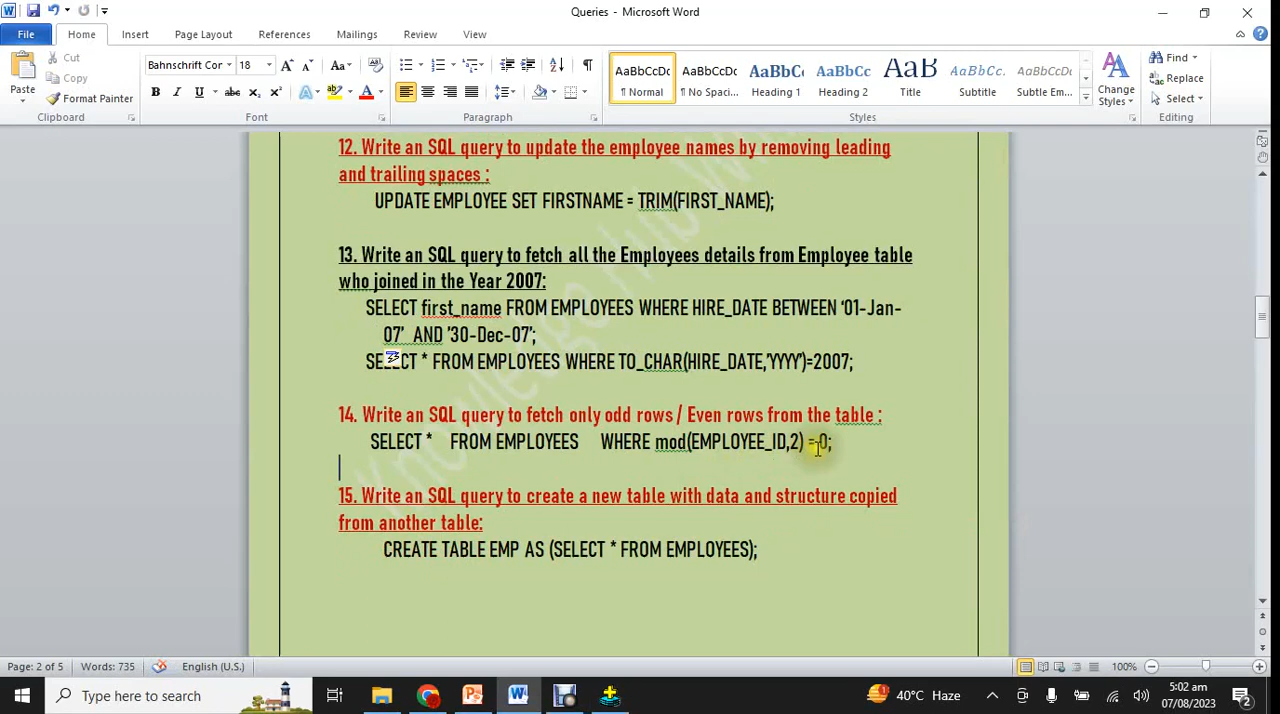 Queries - Microsoft Word
File Home Insert Page Layout References Mailings Review View
Paste
Cut
Copy
Format Painter
Clipboard
Bahnschrift Cor 18
Font
Paragraph
AaBbCcDc AaBbCcDc AaBbCc AaBbCc AaB AaBbCc. AaBbCcDc
¶ Normal ¶ No Spaci... Heading 1 Heading 2 Title Subtitle Subtle Em...
Change
Styles
Styles
Find
Replace
Select
Editing
12. Write an SQL query to update the employee names by removing leading
and trailing spaces :
UPDATE EMPLOYEE SET FIRSTNAME = TRIM(FIRST_NAME);
13. Write an SQL query to fetch all the Employees details from Employee table
who joined in the Year 2007:
SELECT first_name FROM EMPLOYEES WHERE HIRE_DATE BETWEEN ‘01-Jan-
07’ AND ’30-Dec-07’;
SELECT * FROM EMPLOYEES WHERE TO_CHAR(HIRE_DATE,’YYYY’)=2007;
14. Write an SQL query to fetch only odd rows / Even rows from the table :
SELECT * FROM EMPLOYEES WHERE mod(EMPLOYEE_ID,2) = 0;
15. Write an SQL query to create a new table with data and structure copied
from another table:
CREATE TABLE EMP AS (SELECT * FROM EMPLOYEES);
Page: 2 of 5 Words: 735 English (U.S.) 100%
Type here to search
40°C Haze
5:02 am
07/08/2023
2